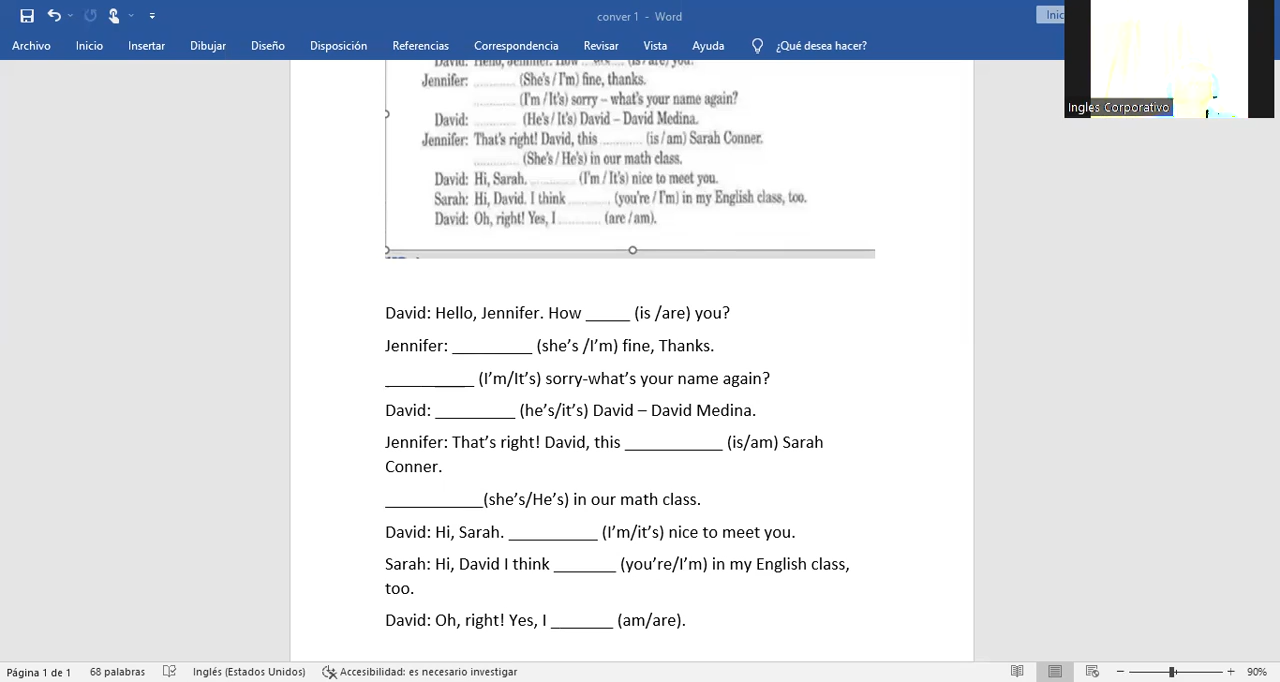 conver 1 - Word
Inic
Archivo Inicio Insertar Dibujar Diseño Disposición Referencias Correspondencia Revisar Vista Ayuda ¿Qué desea hacer?
Ingles Corporativo
David: Hello, Jennifer. How ........ (is / are) you?
Jennifer: ........ (She's / I'm) fine, thanks.
........ (I'm / It's) sorry – what's your name again?
David: ........ (He's / It's) David – David Medina.
Jennifer: That's right! David, this ........ (is / am) Sarah Conner.
........ (She's / He's) in our math class.
David: Hi, Sarah. ........ (I'm / It's) nice to meet you.
Sarah: Hi, David. I think ........ (you're / I'm) in my English class, too.
David: Oh, right! Yes, I ........ (are / am).
David: Hello, Jennifer. How _____ (is /are) you?
Jennifer: _________ (she's /I'm) fine, Thanks.
__________ (I'm/It's) sorry-what's your name again?
David: _________ (he's/it's) David – David Medina.
Jennifer: That's right! David, this ___________ (is/am) Sarah
Conner.
___________(she's/He's) in our math class.
David: Hi, Sarah. __________ (I'm/it's) nice to meet you.
Sarah: Hi, David I think _______ (you're/I'm) in my English class,
too.
David: Oh, right! Yes, I _______ (am/are).
Página 1 de 1 68 palabras Inglés (Estados Unidos) Accesibilidad: es necesario investigar 90%